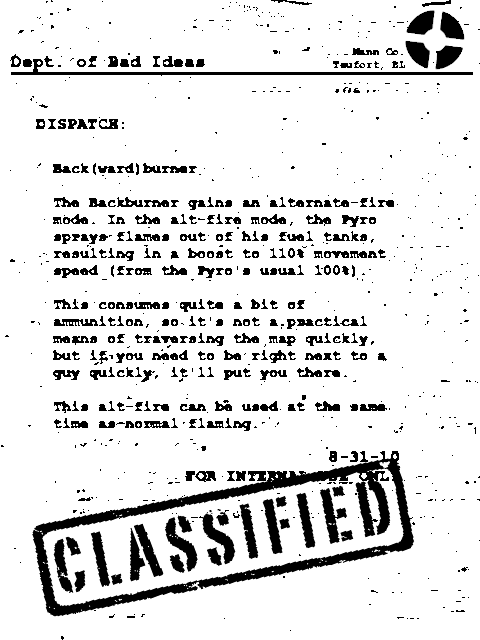 Mann Co.
Dept. of Bad Ideas
Teufort, BL
DISPATCH:
Back(ward)burner
The Backburner gains an alternate-fire
mode. In the alt-fire mode, the Pyro
sprays flames out of his fuel tanks,
resulting in a boost to 110% movement
speed (from the Pyro's usual 100%).
This consumes quite a bit of
ammunition, so it's not a practical
means of traversing the map quickly,
but if you need to be right next to a
guy quickly, it'll put you there.
This alt-fire can be used at the same
time as normal flaming.
8-31-10
FOR INTERNAL USE ONLY
CLASSIFIED